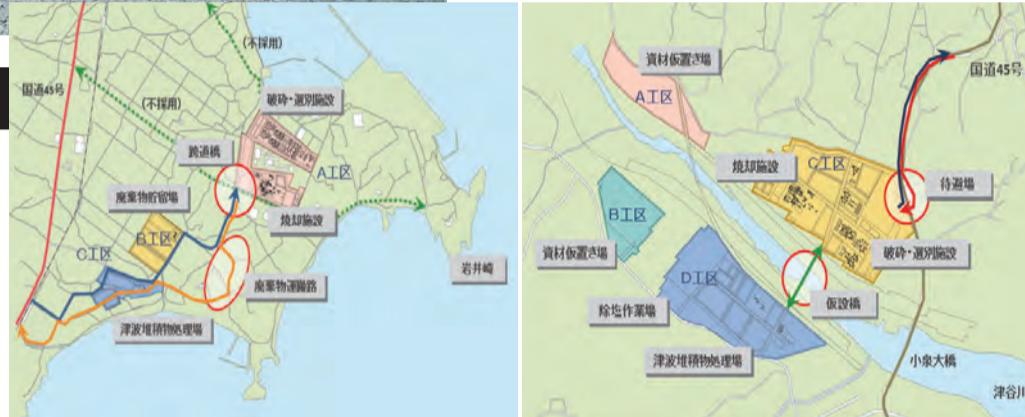 (不採用)
国道45号
(不採用)
破砕・選別施設
跨道橋
A工区
廃棄物貯留場
B工区
焼却施設
C工区
岩井崎
廃棄物運搬路
津波堆積物処理場
国道45号
資材仮置き場
A工区
焼却施設
C工区
待避場
B工区
資材仮置き場
破砕・選別施設
D工区
除塩作業場
仮設橋
津波堆積物処理場
小泉大橋
津谷川